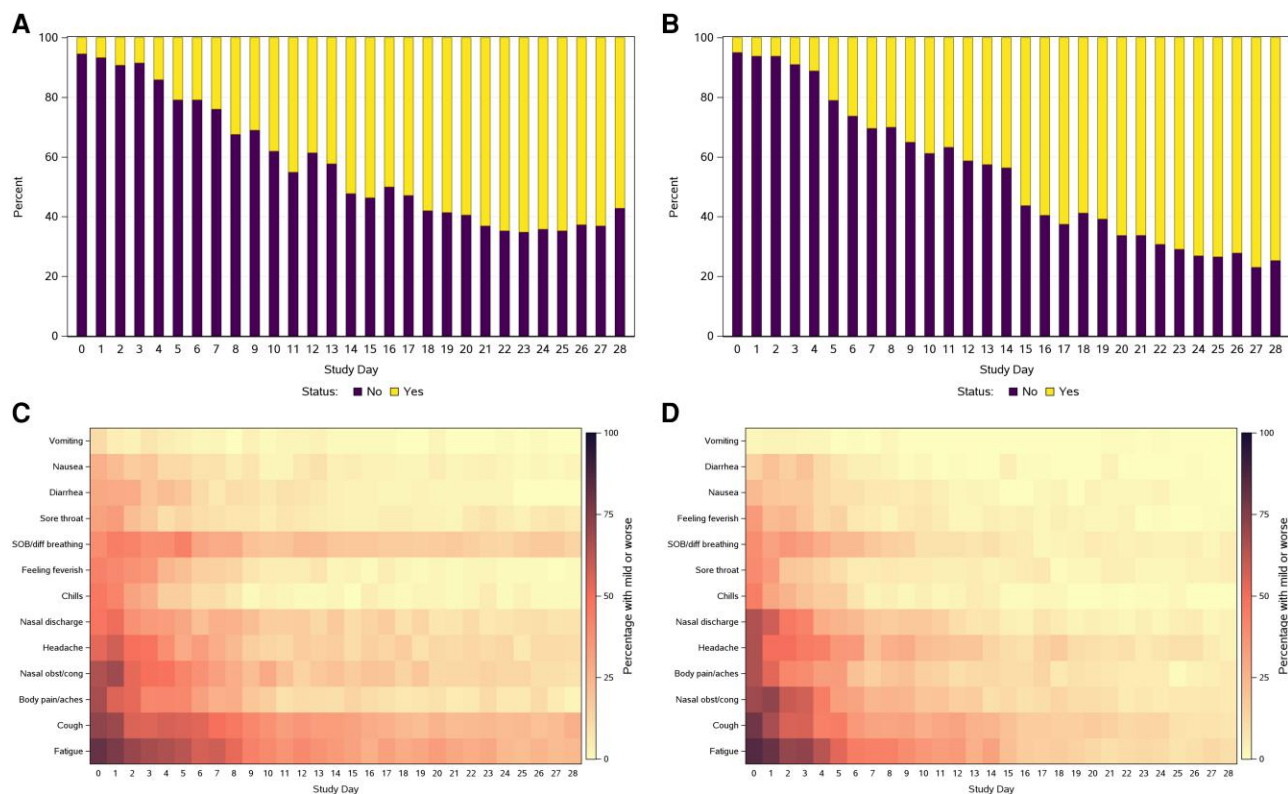 A
100
80
60
40
20
0
Percent
0 1 2 3 4 5 6 7 8 9 10 11 12 13 14 15 16 17 18 19 20 21 22 23 24 25 26 27 28
Study Day
Status: No Yes
B
100
80
60
40
20
0
Percent
0 1 2 3 4 5 6 7 8 9 10 11 12 13 14 15 16 17 18 19 20 21 22 23 24 25 26 27 28
Study Day
Status: No Yes
C
Vomiting
Nausea
Diarrhea
Sore throat
SOB/diff breathing
Feeling feverish
Chills
Nasal discharge
Headache
Nasal obst/cong
Body pain/aches
Cough
Fatigue
0 1 2 3 4 5 6 7 8 9 10 11 12 13 14 15 16 17 18 19 20 21 22 23 24 25 26 27 28
Study Day
100
75
50
25
0
Percentage with mild or worse
D
Vomiting
Diarrhea
Nausea
Feeling feverish
SOB/diff breathing
Sore throat
Chills
Nasal discharge
Headache
Body pain/aches
Nasal obst/cong
Cough
Fatigue
0 1 2 3 4 5 6 7 8 9 10 11 12 13 14 15 16 17 18 19 20 21 22 23 24 25 26 27 28
Study Day
100
75
50
25
0
Percentage with mild or worse